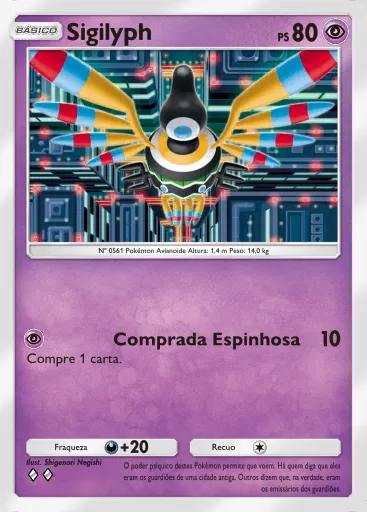 BÁSICO Sigilyph PS 80
Nº 0561 Pokémon Avianoide Altura: 1,4 m Peso: 14,0 kg
Comprada Espinhosa 10
Compre 1 carta.
Fraqueza +20 Recuo
Ilust. Shigenori Negishi
O poder psíquico destes Pokémon permite que voem. Há quem diga que eles
eram os guardiões de uma cidade antiga. Outros dizem que, na verdade, eram
os emissários dos guardiões.